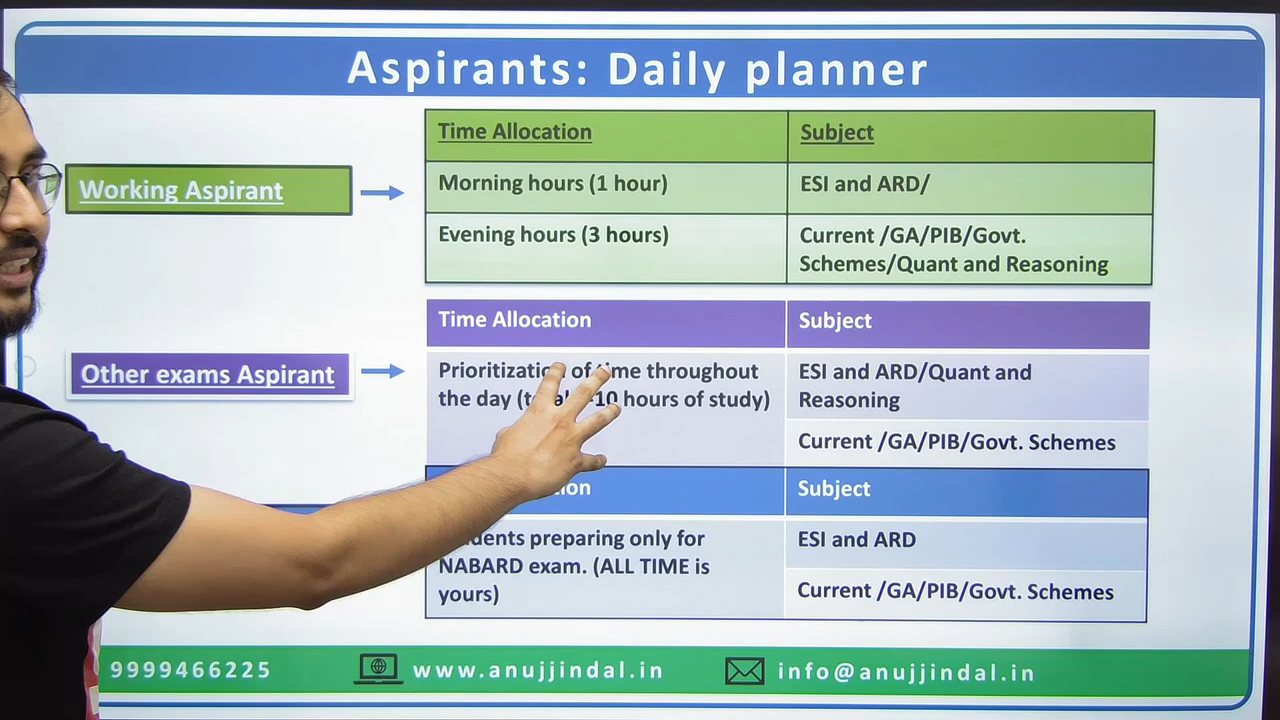 Aspirants: Daily planner
Working Aspirant
Time Allocation
Subject
Morning hours (1 hour)
ESI and ARD/
Evening hours (3 hours)
Current /GA/PIB/Govt.
Schemes/Quant and Reasoning
Other exams Aspirant
Time Allocation
Subject
Prioritization of time throughout
the day ( hours of study)
ESI and ARD/Quant and
Reasoning
Current /GA/PIB/Govt. Schemes
Subject
preparing only for
NABARD exam. (ALL TIME is
yours)
ESI and ARD
Current /GA/PIB/Govt. Schemes
9999466225
www.anujjindal.in
info@anujjindal.in